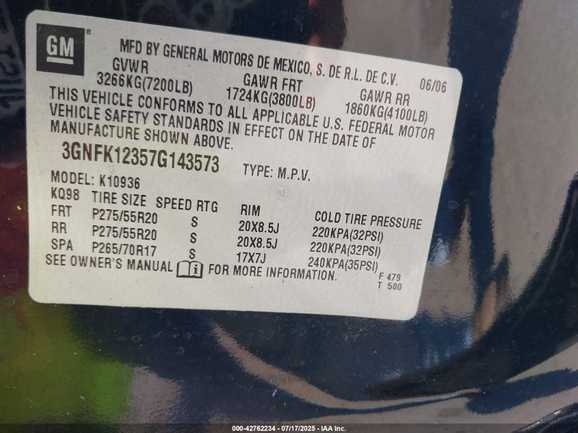 GM
MFD BY GENERAL MOTORS DE MEXICO, S. DE R.L. DE C.V. 06/06
GVWR GAWR FRT GAWR RR
3266KG(7200LB) 1724KG(3800LB) 1860KG(4100LB)
THIS VEHICLE CONFORMS TO ALL APPLICABLE U.S. FEDERAL MOTOR
VEHICLE SAFETY STANDARDS IN EFFECT ON THE DATE OF
MANUFACTURE SHOWN ABOVE.
3GNFK12357G143573 TYPE: M.P.V.
MODEL: K10936
KQ98 TIRE SIZE SPEED RTG RIM COLD TIRE PRESSURE
FRT P275/55R20 S 20X8.5J 220KPA(32PSI)
RR P275/55R20 S 20X8.5J 220KPA(32PSI)
SPA P265/70R17 S 17X7J 240KPA(35PSI)
SEE OWNER'S MANUAL FOR MORE INFORMATION.
F 479
T 500
000-42762234 - 07/17/2025 - IAA Inc.